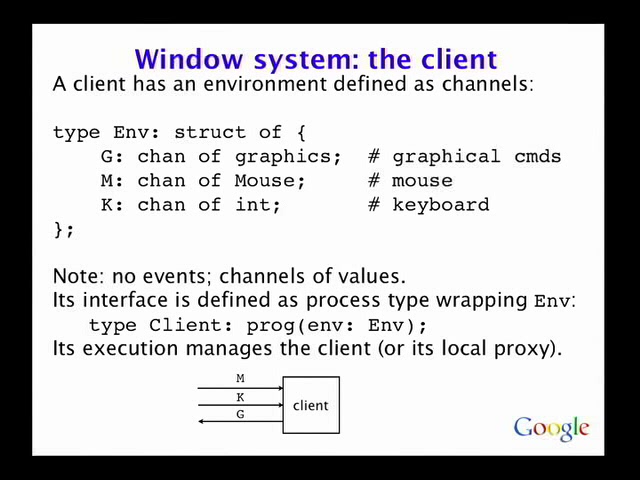 Window system: the client
A client has an environment defined as channels:
type Env: struct of {
G: chan of graphics; # graphical cmds
M: chan of Mouse; # mouse
K: chan of int; # keyboard
};
Note: no events; channels of values.
Its interface is defined as process type wrapping Env:
type Client: prog(env: Env);
Its execution manages the client (or its local proxy).
M
K
G
client
Google